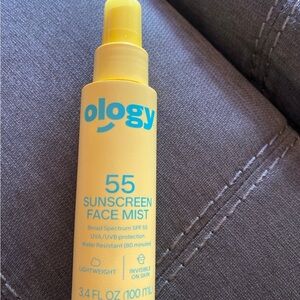 ology
55
SUNSCREEN
FACE MIST
Broad Spectrum SPF 55
UVA/UVB protection
Water Resistant (80 minutes)
LIGHTWEIGHT
INVISIBLE
ON SKIN
3.4 FL OZ (100 mL)